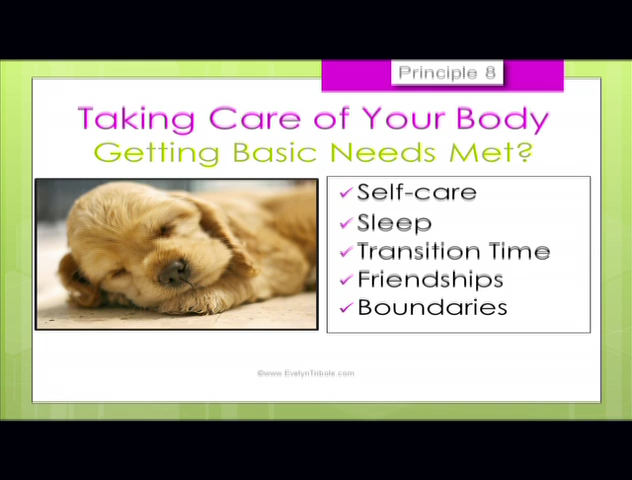 Principle 8
Taking Care of Your Body
Getting Basic Needs Met?
Self-care
Sleep
Transition Time
Friendships
Boundaries
©www.EvelynTribole.com